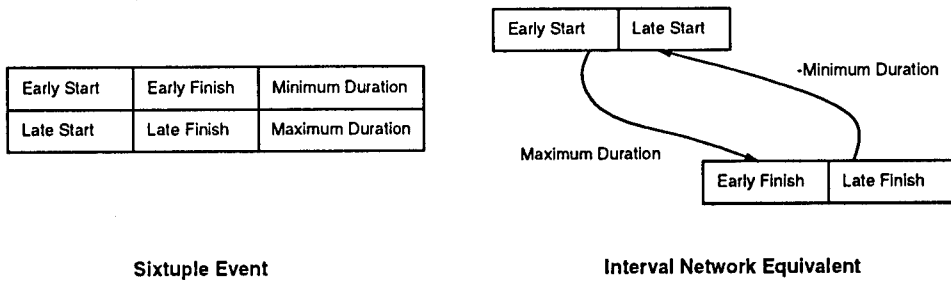 Early Start Early Finish Minimum Duration
Late Start Late Finish Maximum Duration
Sixtuple Event
Early Start Late Start
-Minimum Duration
Maximum Duration
Early Finish Late Finish
Interval Network Equivalent